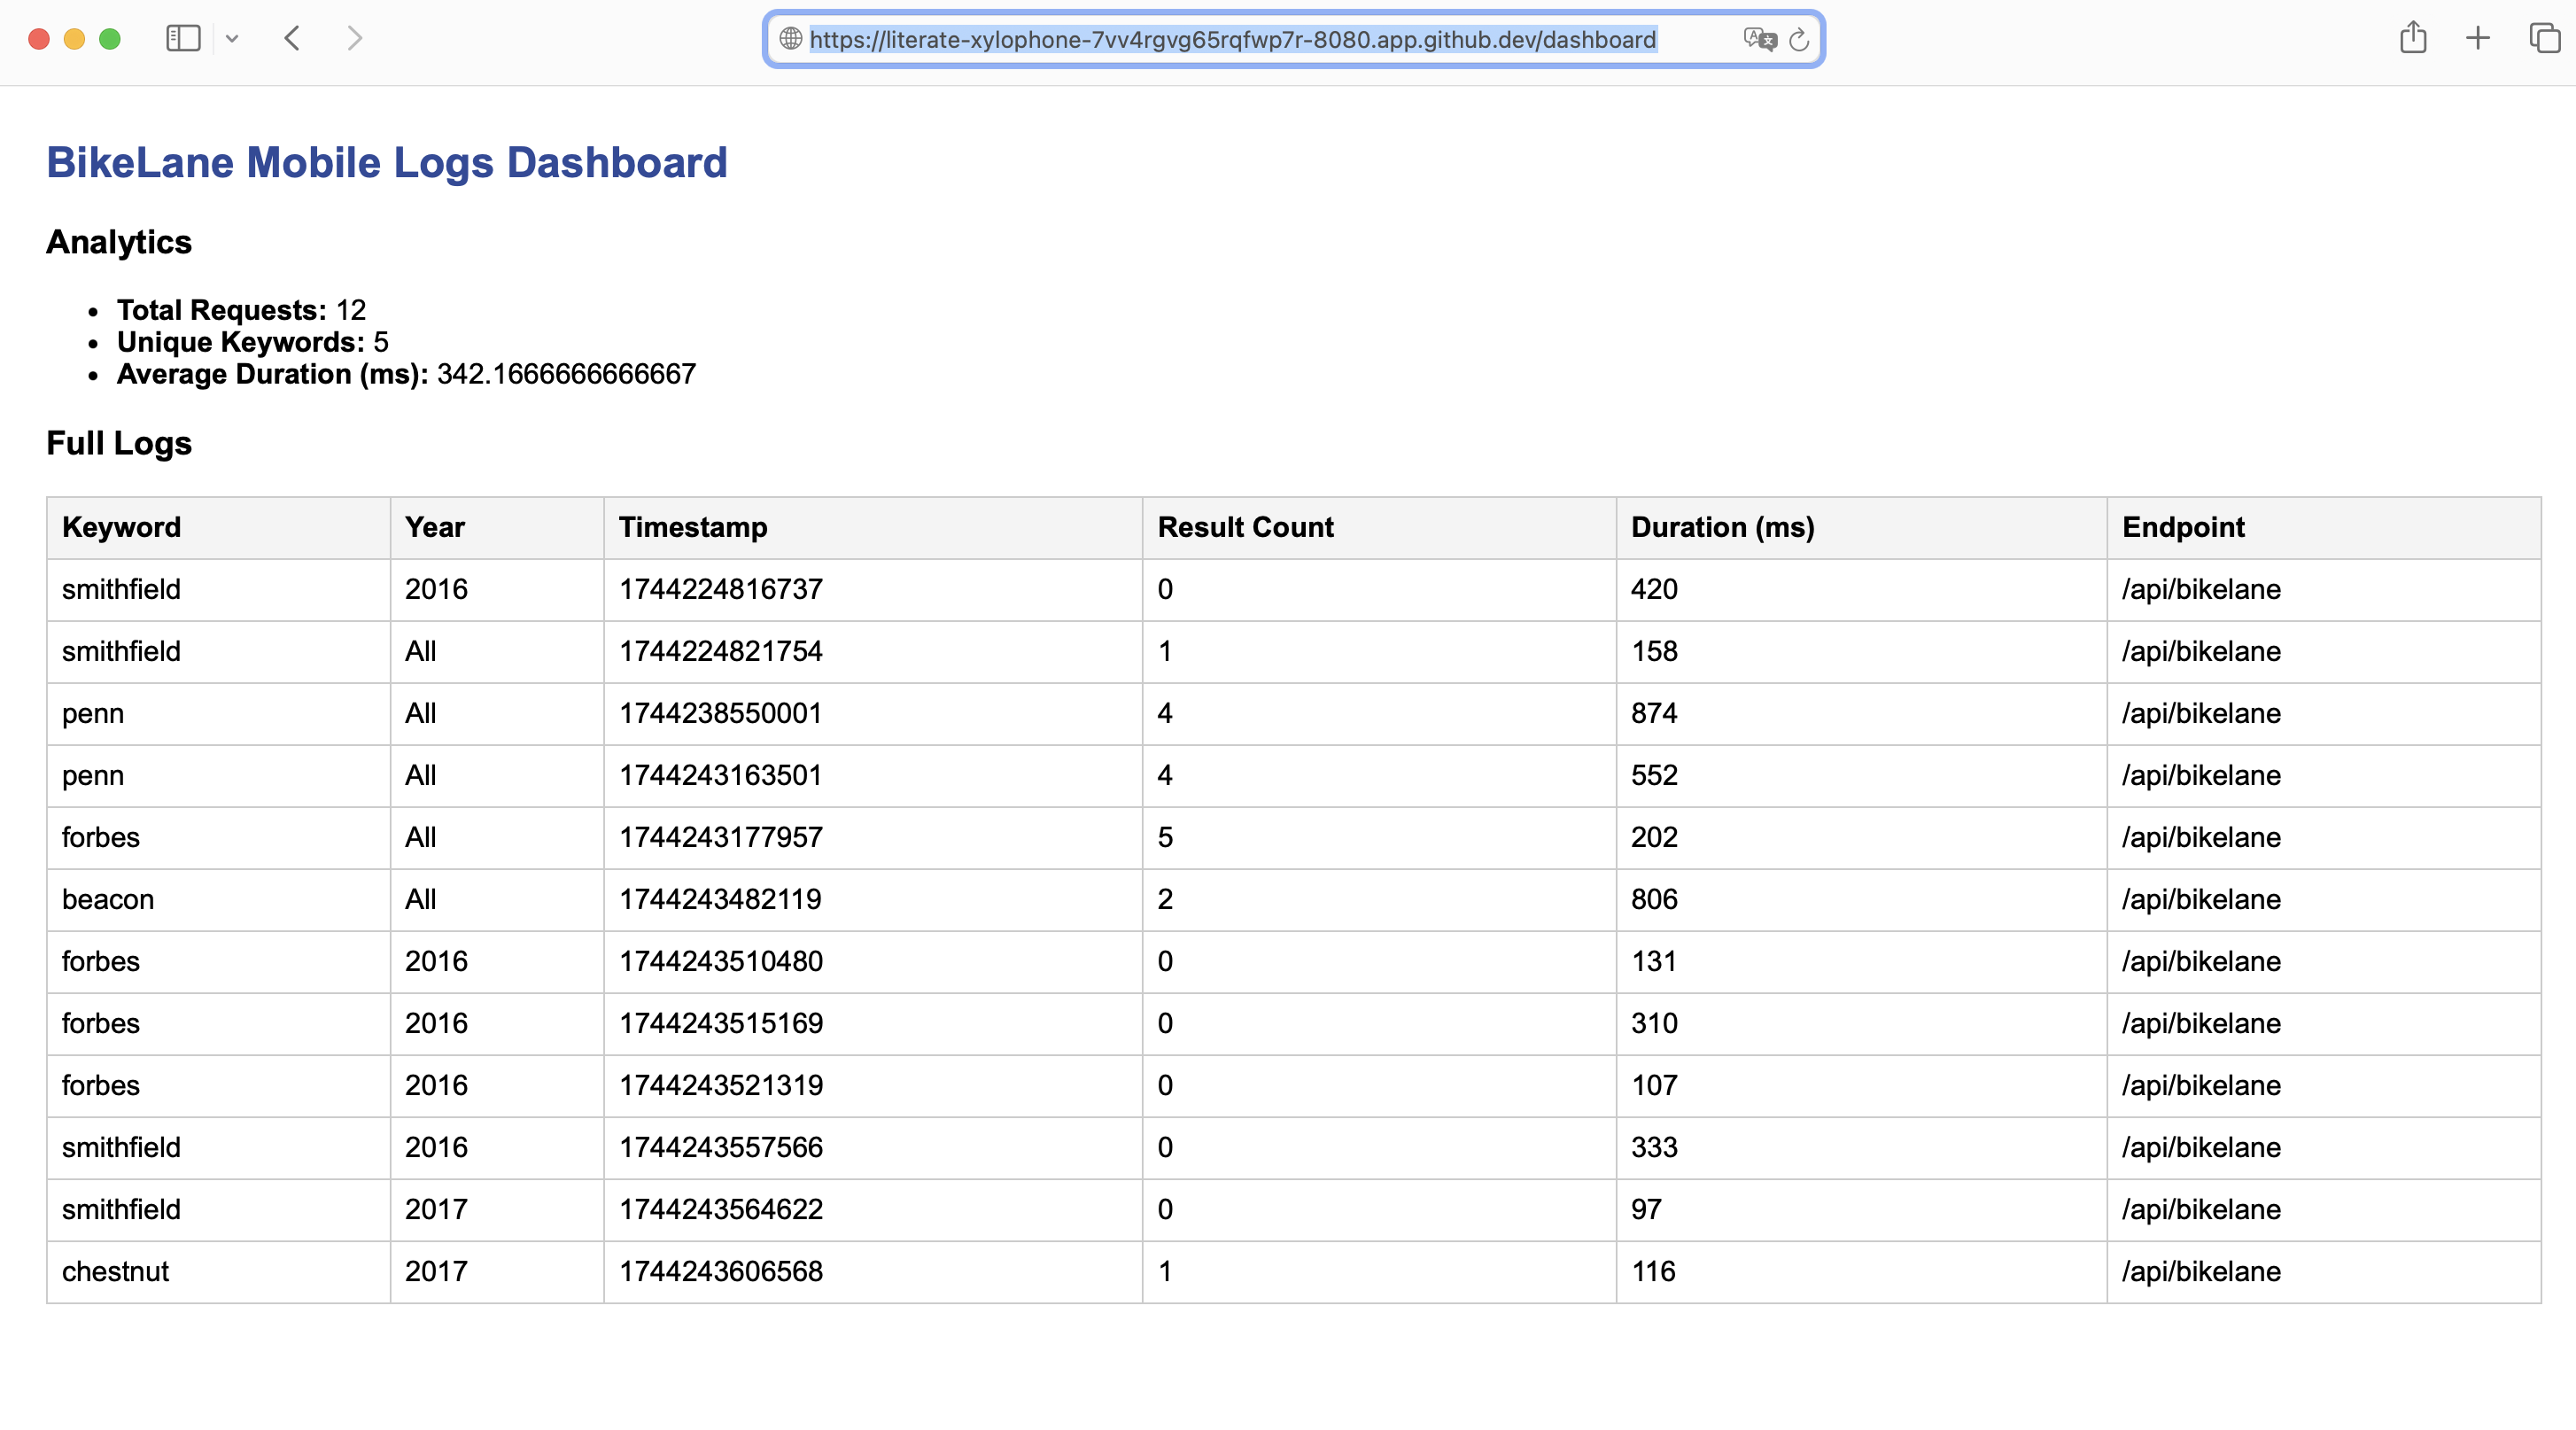 https://literate-xylophone-7vv4rgvg65rqfwp7r-8080.app.github.dev/dashboard
BikeLane Mobile Logs Dashboard
Analytics
• Total Requests: 12
• Unique Keywords: 5
• Average Duration (ms): 342.1666666666667
Full Logs
Keyword Year Timestamp Result Count Duration (ms) Endpoint
smithfield 2016 1744224816737 0 420 /api/bikelane
smithfield All 1744224821754 1 158 /api/bikelane
penn All 1744238550001 4 874 /api/bikelane
penn All 1744243163501 4 552 /api/bikelane
forbes All 1744243177957 5 202 /api/bikelane
beacon All 1744243482119 2 806 /api/bikelane
forbes 2016 1744243510480 0 131 /api/bikelane
forbes 2016 1744243515169 0 310 /api/bikelane
forbes 2016 1744243521319 0 107 /api/bikelane
smithfield 2016 1744243557566 0 333 /api/bikelane
smithfield 2017 1744243564622 0 97 /api/bikelane
chestnut 2017 1744243606568 1 116 /api/bikelane